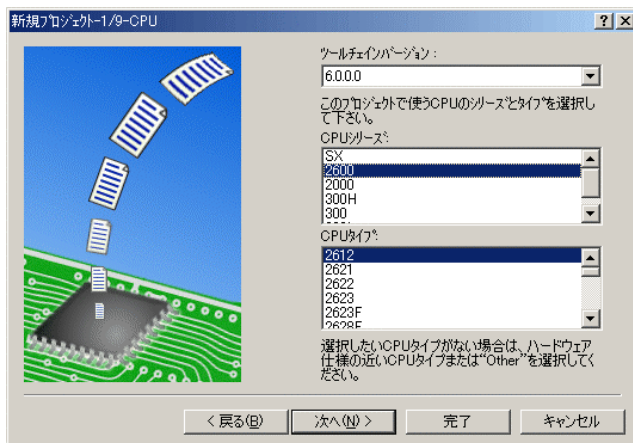 新規プロジェクト-1/9-CPU
ツールチェインバージョン :
6.0.0.0
このプロジェクトで使うCPUのシリーズとタイプを選択し
て下さい。
CPUシリーズ:
SX
2600
2000
300H
300
CPUタイプ:
2612
2621
2622
2623
2623F
2628F
選択したいCPUタイプがない場合は、ハードウェア
仕様の近いCPUタイプまたは“Other”を選択してく
ださい。
< 戻る(B)
次へ(N) >
完了
キャンセル